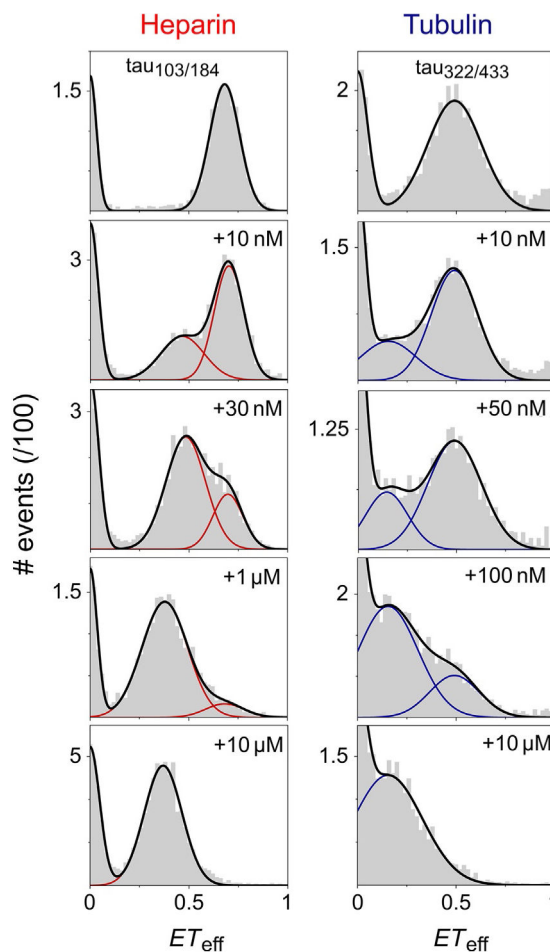 Heparin Tubulin
tau103/184 tau322/433
1.5 2
+10 nM +10 nM
3 1.5
+30 nM +50 nM
3 1.25
+1 µM +100 nM
1.5 2
+10 µM +10 µM
5 1.5
# events (/100)
0 0.5 1 0 0.5 1
ETeff ETeff